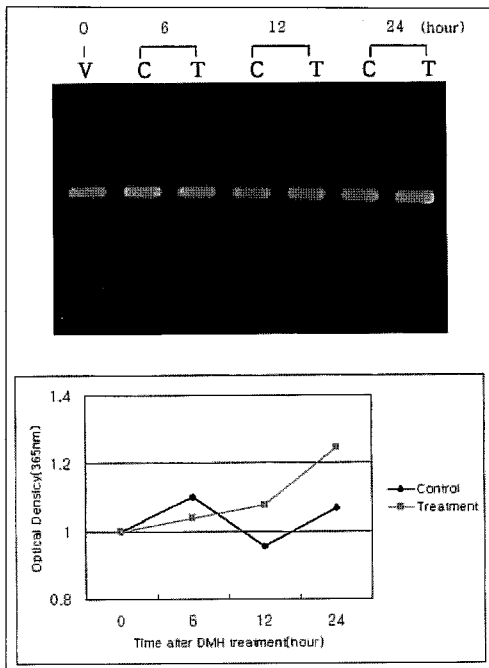 0 6 12 24 (hour)
V C T C T C T
1.4
1.2
1
0.8
Optical Density(365nm)
0 6 12 24
Time after DMH treatment(hour)
Control
Treatment